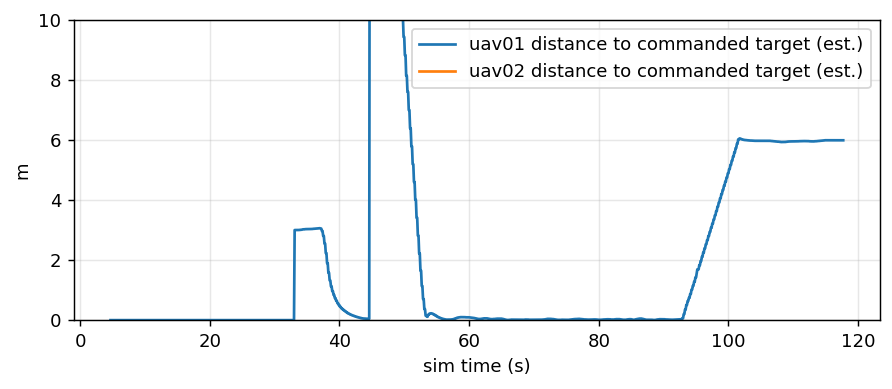 10
8
6
4
2
0
m
uav01 distance to commanded target (est.)
uav02 distance to commanded target (est.)
0 20 40 60 80 100 120
sim time (s)